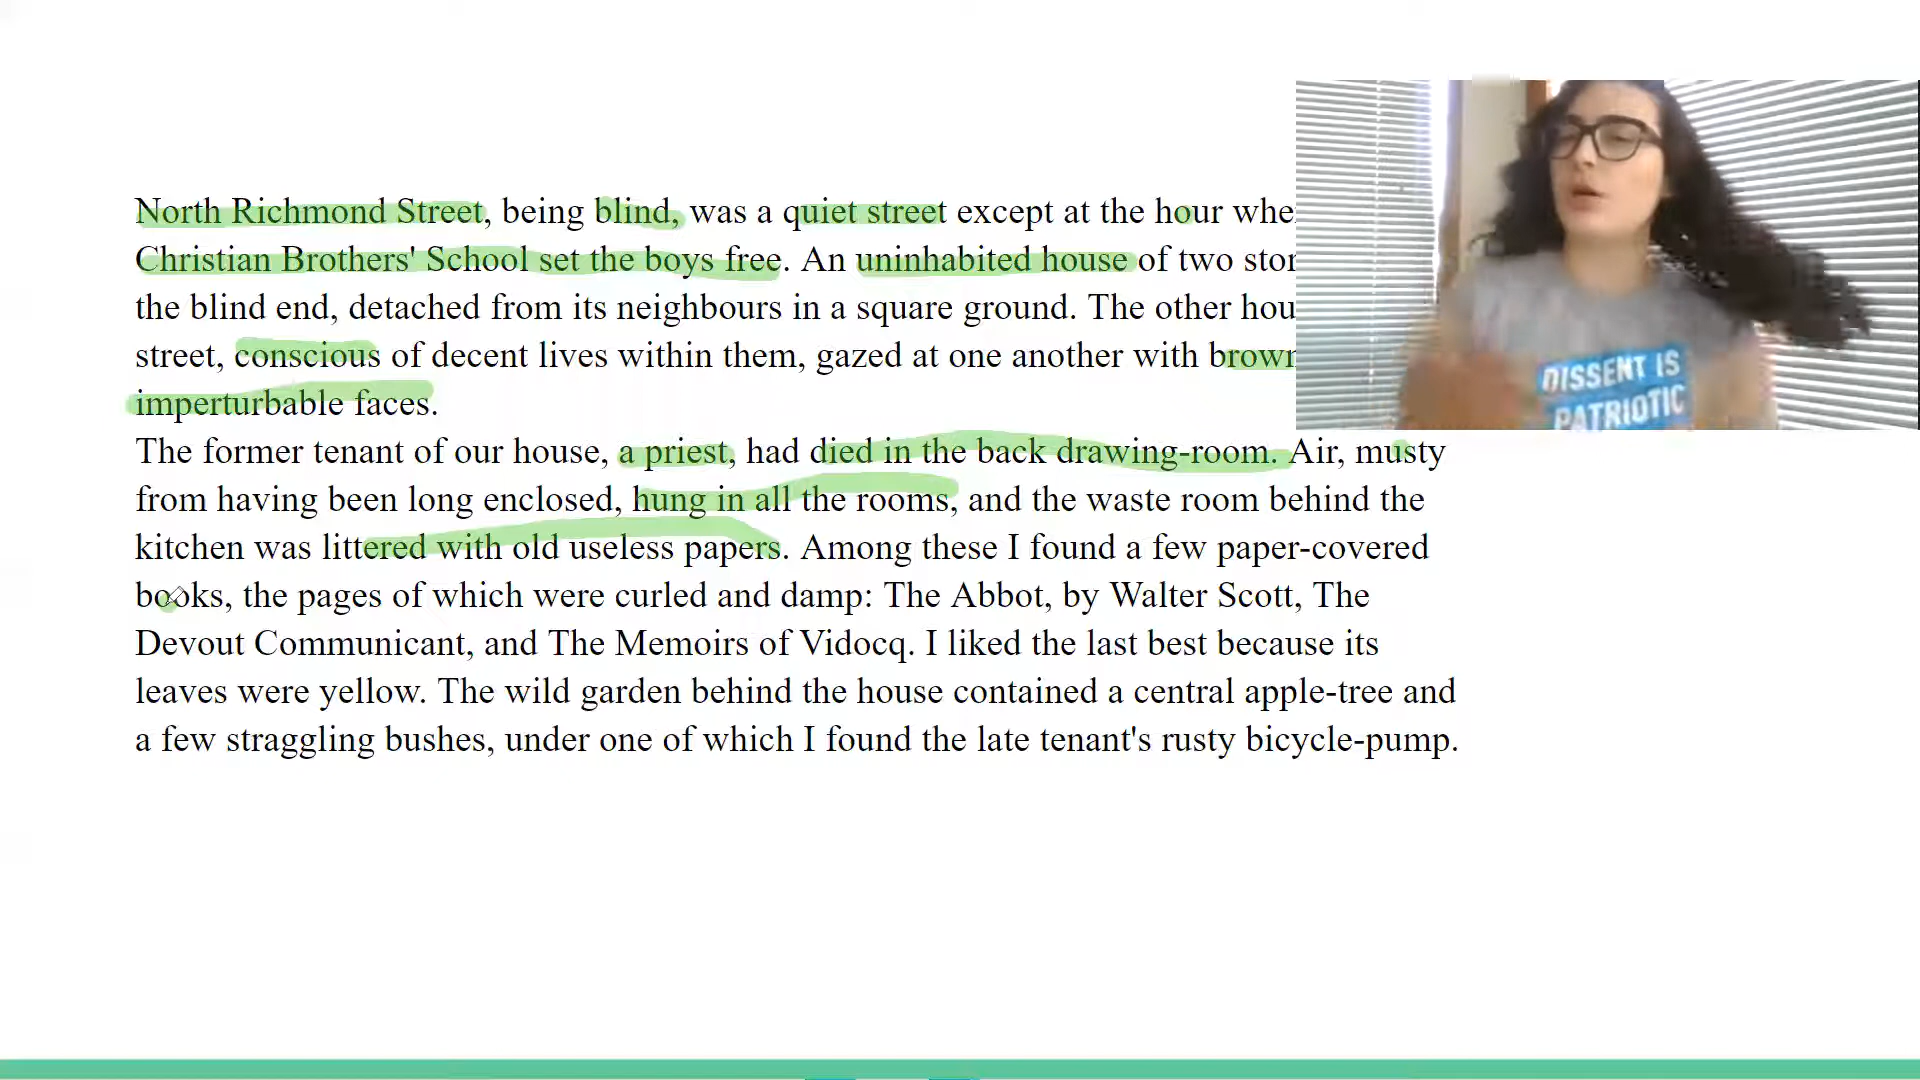 North Richmond Street, being blind, was a quiet street except at the hour
Christian Brothers' School set the boys free. An uninhabited house of two
the blind end, detached from its neighbours in a square ground. The other
street, conscious of decent lives within them, gazed at one another with brown
imperturbable faces.
The former tenant of our house, a priest, had died in the back drawing-room. Air, musty
from having been long enclosed, hung in all the rooms, and the waste room behind the
kitchen was littered with old useless papers. Among these I found a few paper-covered
books, the pages of which were curled and damp: The Abbot, by Walter Scott, The
Devout Communicant, and The Memoirs of Vidocq. I liked the last best because its
leaves were yellow. The wild garden behind the house contained a central apple-tree and
a few straggling bushes, under one of which I found the late tenant's rusty bicycle-pump.
DISSENT IS
PATRIOTIC